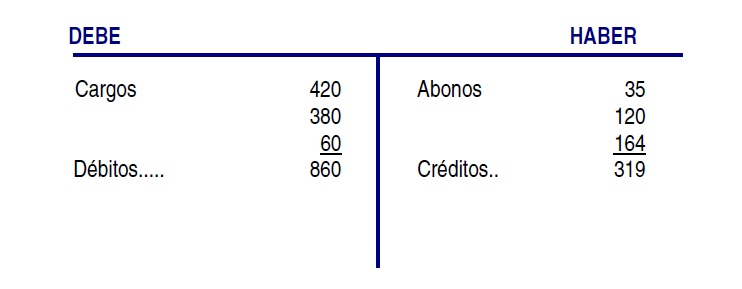 DEBE HABER
Cargos 420 Abonos 35
380 120
60 164
Débitos..... 860 Créditos.. 319